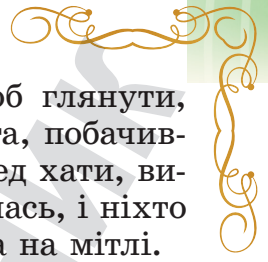 об глянути,
та, побачив-
ед хати, ви-
лась, і ніхто
а на мітлі.